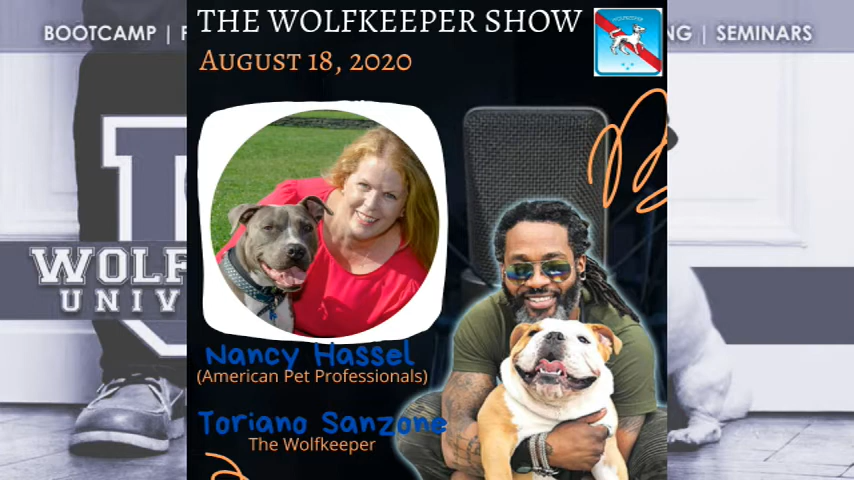 THE WOLFKEEPER SHOW
August 18, 2020
BOOTCAMP |
NG | SEMINARS
WOLF
UNIV
Nancy Hassel
(American Pet Professionals)
Toriano Sanzone
The Wolfkeeper